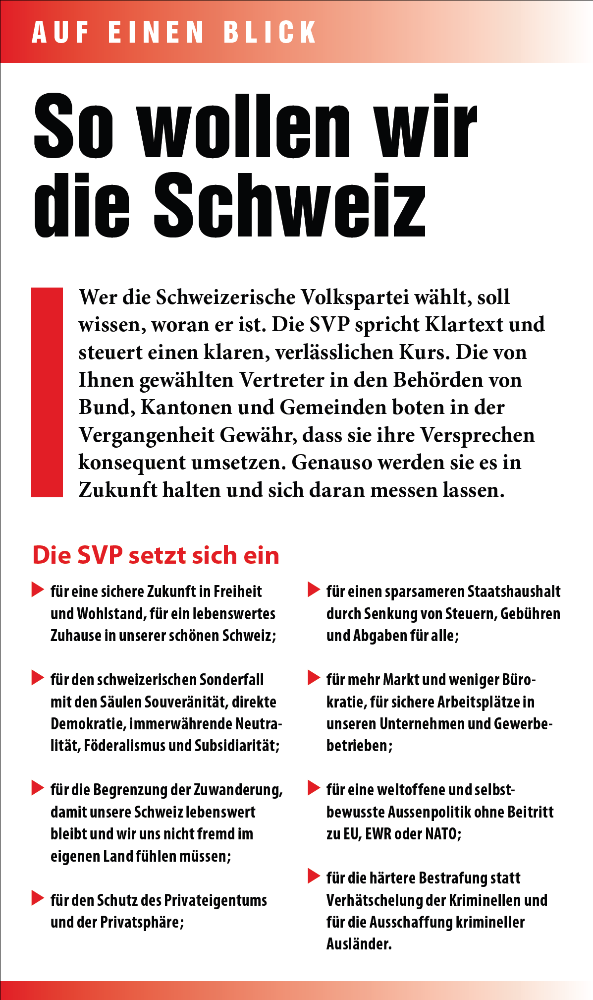 AUF EINEN BLICK
So wollen wir
die Schweiz
Wer die Schweizerische Volkspartei wählt, soll
wissen, woran er ist. Die SVP spricht Klartext und
steuert einen klaren, verlässlichen Kurs. Die von
Ihnen gewählten Vertreter in den Behörden von
Bund, Kantonen und Gemeinden boten in der
Vergangenheit Gewähr, dass sie ihre Versprechen
konsequent umsetzen. Genauso werden sie es in
Zukunft halten und sich daran messen lassen.
Die SVP setzt sich ein
für eine sichere Zukunft in Freiheit
und Wohlstand, für ein lebenswertes
Zuhause in unserer schönen Schweiz;
für den schweizerischen Sonderfall
mit den Säulen Souveränität, direkte
Demokratie, immerwährende Neutra-
lität, Föderalismus und Subsidiarität;
für die Begrenzung der Zuwanderung,
damit unsere Schweiz lebenswert
bleibt und wir uns nicht fremd im
eigenen Land fühlen müssen;
für den Schutz des Privateigentums
und der Privatsphäre;
für einen sparsameren Staatshaushalt
durch Senkung von Steuern, Gebühren
und Abgaben für alle;
für mehr Markt und weniger Büro-
kratie, für sichere Arbeitsplätze in
unseren Unternehmen und Gewerbe-
betrieben;
für eine weltoffene und selbst-
bewusste Aussenpolitik ohne Beitritt
zu EU, EWR oder NATO;
für die härtere Bestrafung statt
Verhätschelung der Kriminellen und
für die Ausschaffung krimineller
Ausländer.